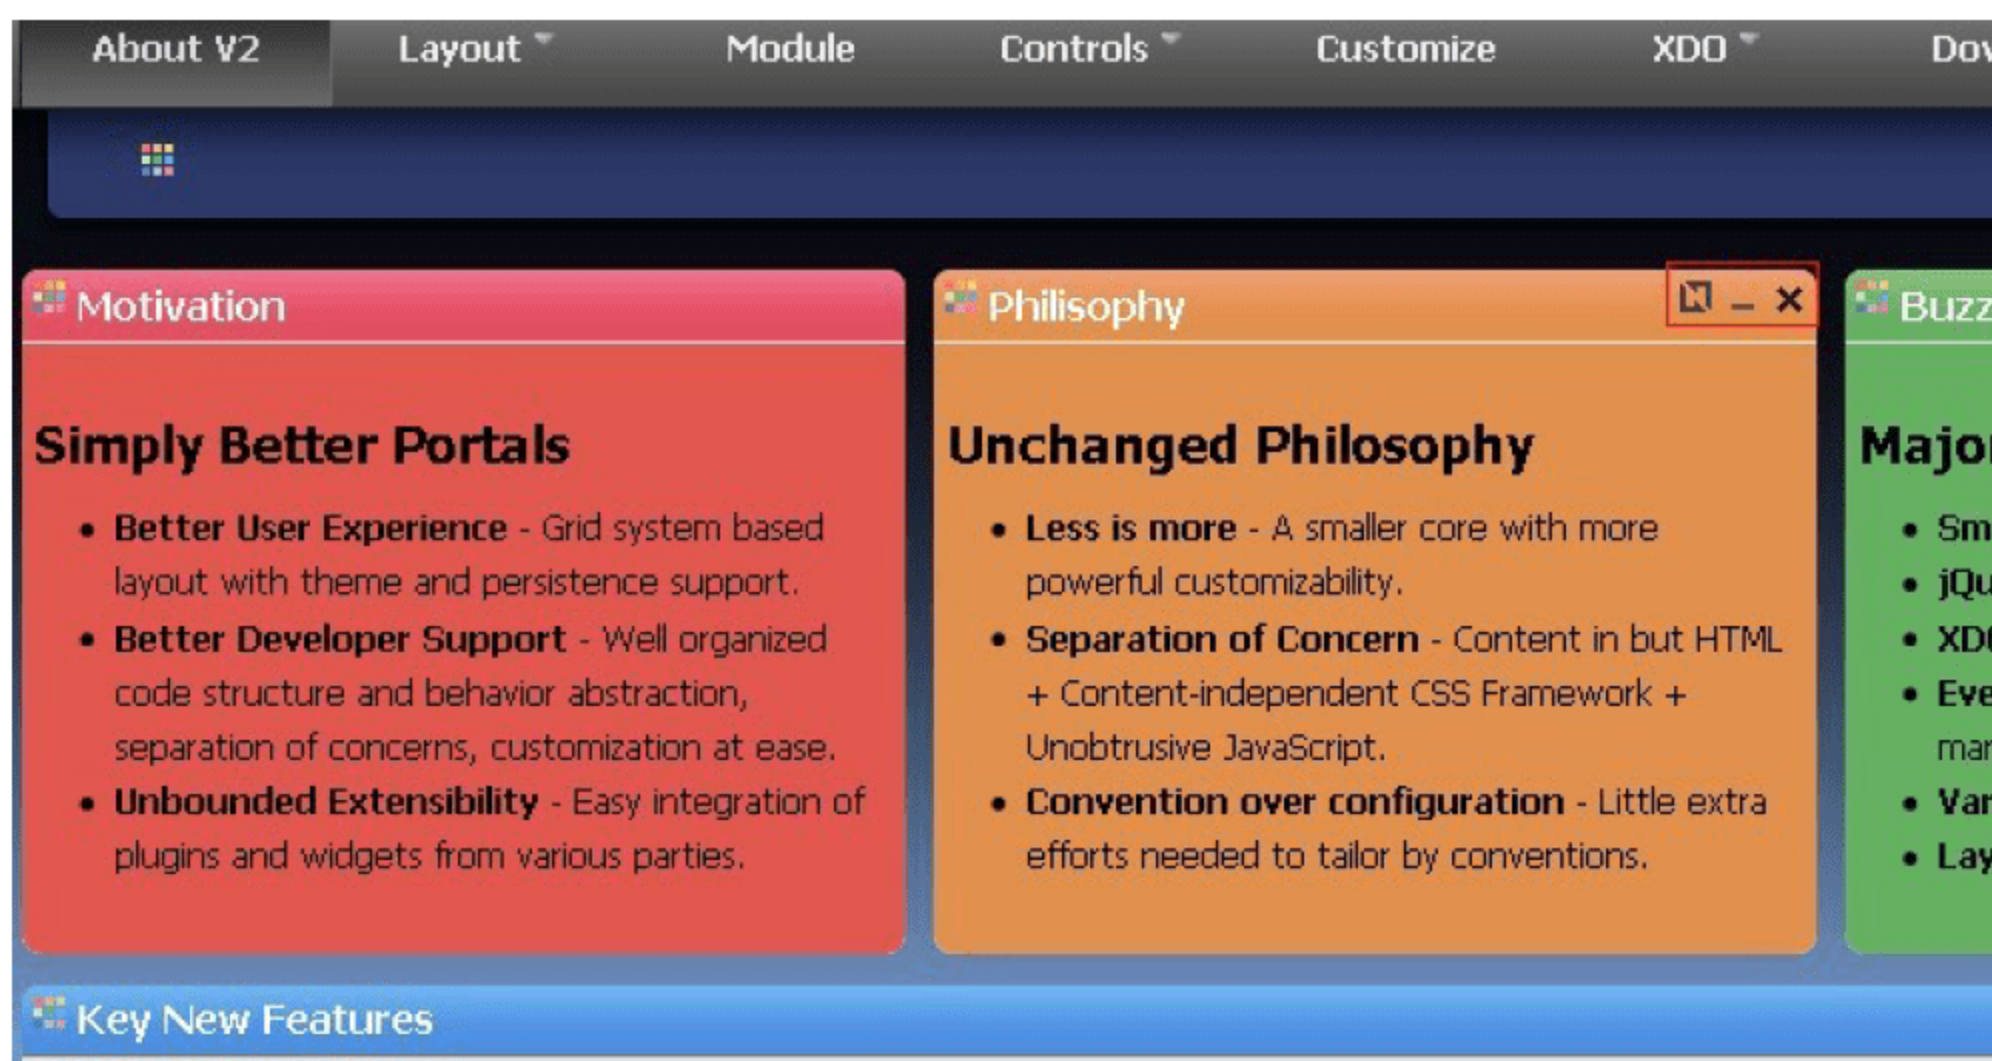 About V2 Layout Module Controls Customize XDO
Motivation
Simply Better Portals
• Better User Experience - Grid system based
layout with theme and persistence support.
• Better Developer Support - Well organized
code structure and behavior abstraction,
separation of concerns, customization at ease.
• Unbounded Extensibility - Easy integration of
plugins and widgets from various parties.
Philisophy
Unchanged Philosophy
• Less is more - A smaller core with more
powerful customizability.
• Separation of Concern - Content in but HTML
+ Content-independent CSS Framework +
Unobtrusive JavaScript.
• Convention over configuration - Little extra
efforts needed to tailor by conventions.
Buzz
Key New Features